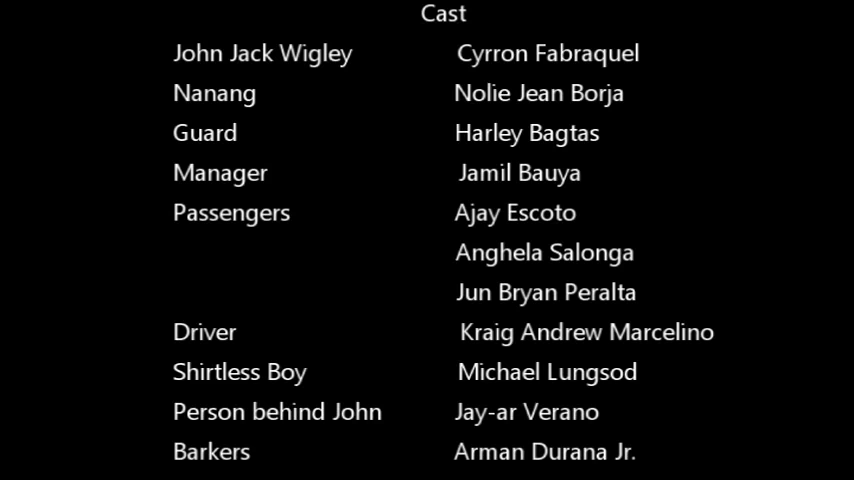 Cast
John Jack Wigley Cyrron Fabraquel
Nanang Nolie Jean Borja
Guard Harley Bagtas
Manager Jamil Bauya
Passengers Ajay Escoto
Anghela Salonga
Jun Bryan Peralta
Driver Kraig Andrew Marcelino
Shirtless Boy Michael Lungsod
Person behind John Jay-ar Verano
Barkers Arman Durana Jr.